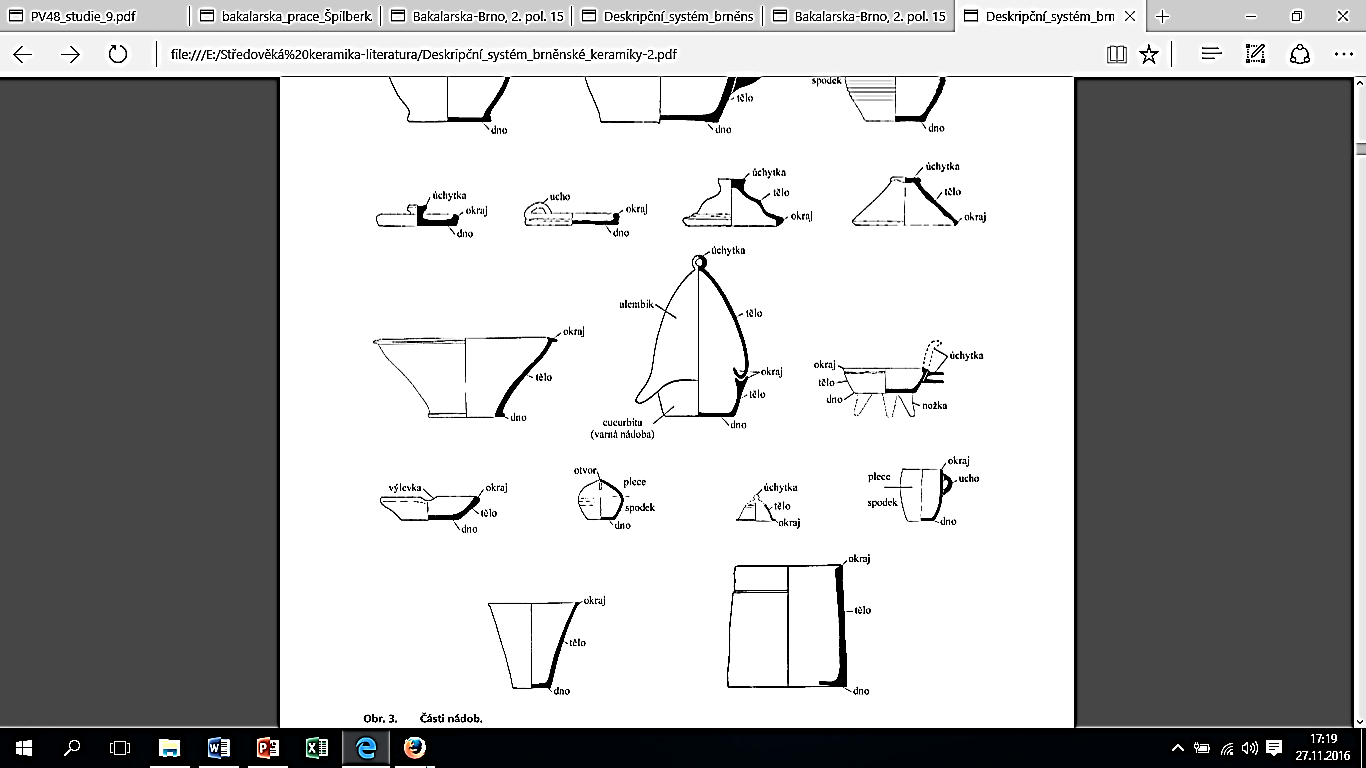 PV48_studie_9.pdf
bakalarska_prace_Špilberk.
Bakalarska-Brno, 2. pol. 15
Deskripční_systém_brněns
Bakalarska-Brno, 2. pol. 15
Deskripční_systém_brn
file:///E:/Středověká%20keramika-literatura/Deskripční_systém_brněnské_keramiky-2.pdf
dno
tělo
dno
spodek
dno
úchytka
okraj
dno
ucho
okraj
dno
úchytka
tělo
okraj
úchytka
tělo
okraj
okraj
tělo
dno
úchytka
alembik
tělo
okraj
tělo
cucurbita
(varná nádoba)
dno
úchytka
okraj
tělo
dno
nožka
výlevka
okraj
tělo
dno
otvor
plece
spodek
dno
úchytka
tělo
okraj
okraj
plece
ucho
spodek
dno
okraj
tělo
dno
okraj
tělo
dno
Obr. 3. Části nádob.
17:19
27.11.2016